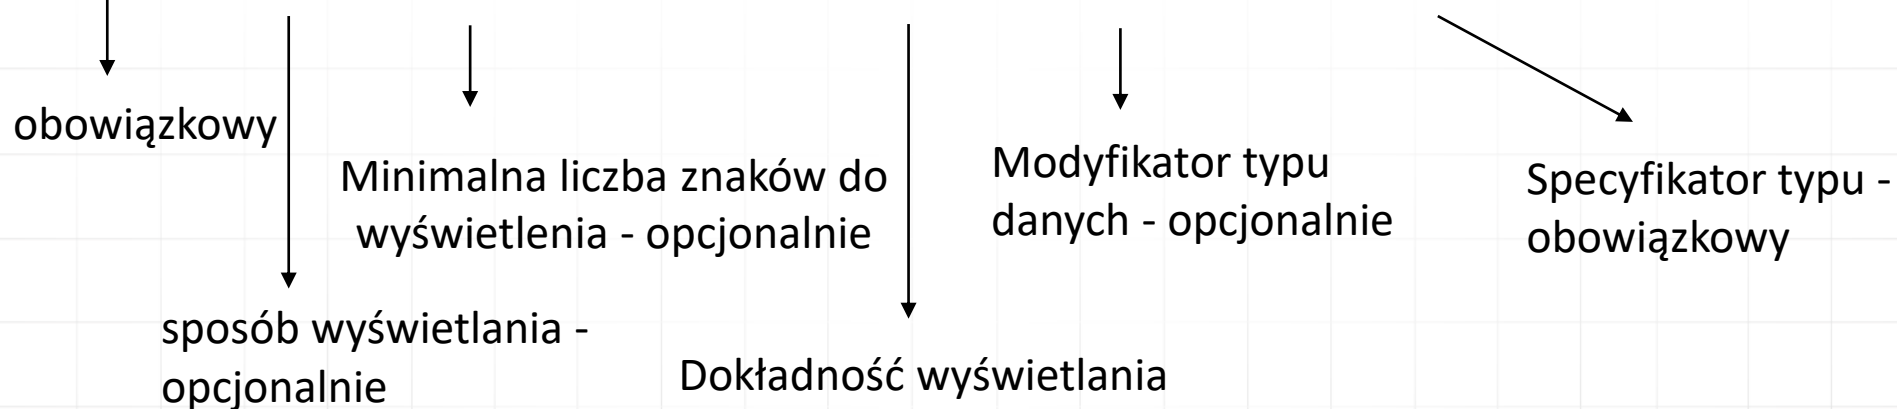 obowiązkowy
sposób wyświetlania -
opcjonalnie
Minimalna liczba znaków do
wyświetlenia - opcjonalnie
Dokładność wyświetlania
Modyfikator typu
danych - opcjonalnie
Specyfikator typu -
obowiązkowy